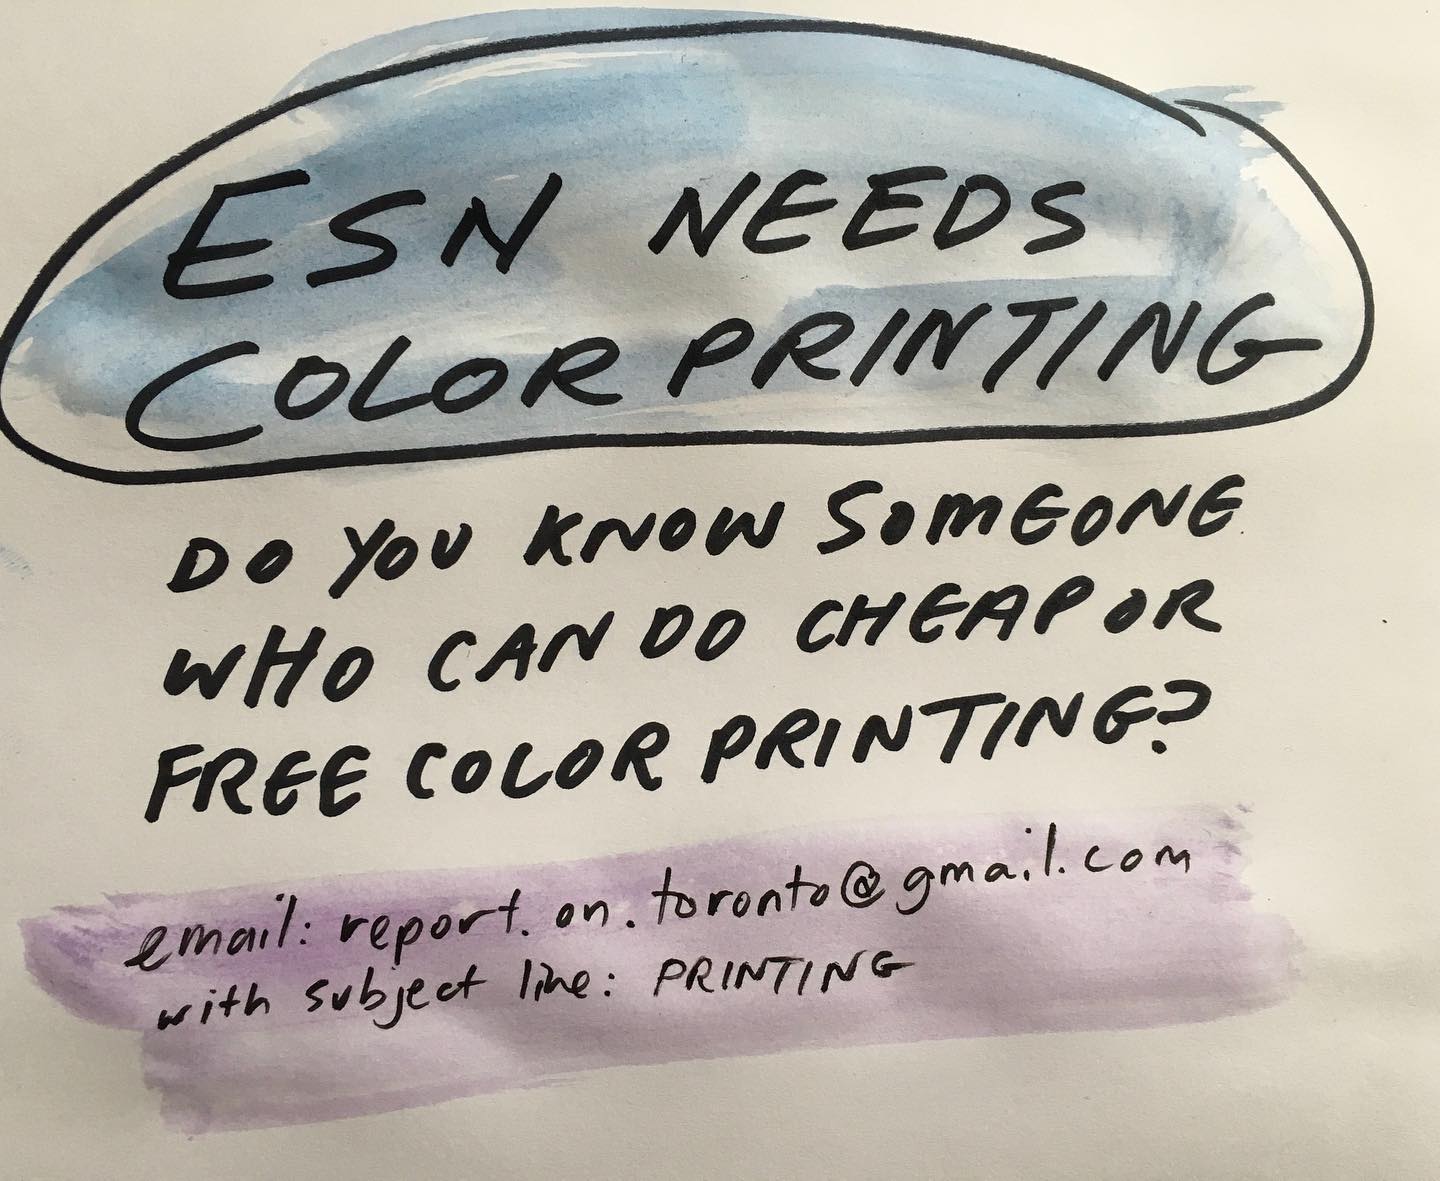 ESN NEEDS
COLOR PRINTING
DO YOU KNOW SOMEONE
WHO CAN DO CHEAP OR
FREE COLOR PRINTING?
email: report.on.toronto@gmail.com
with subject line: PRINTING